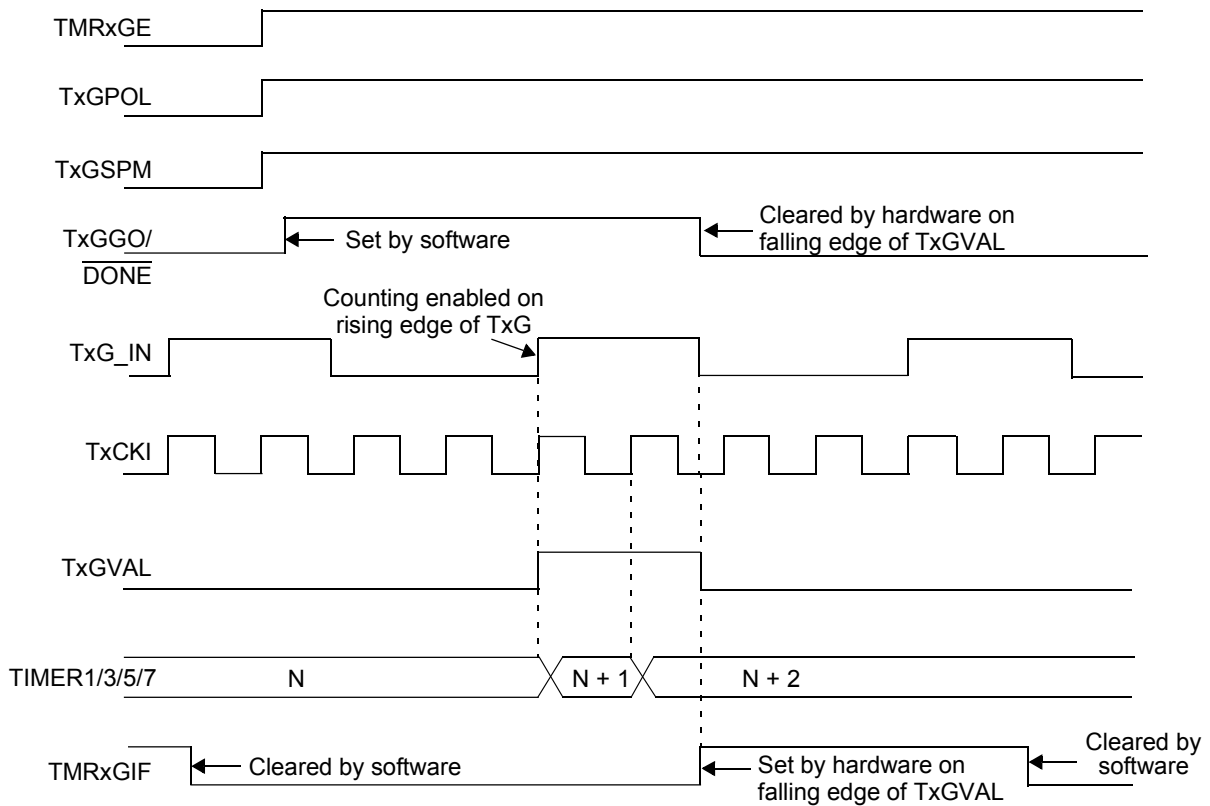 TMRxGE
TxGPOL
TxGSPM
TxGGO/
DONE
Set by software
Cleared by hardware on
falling edge of TxGVAL
Counting enabled on
rising edge of TxG
TxG_IN
TxCKI
TxGVAL
TIMER1/3/5/7
N
N + 1
N + 2
TMRxGIF
Cleared by software
Set by hardware on
falling edge of TxGVAL
Cleared by
software